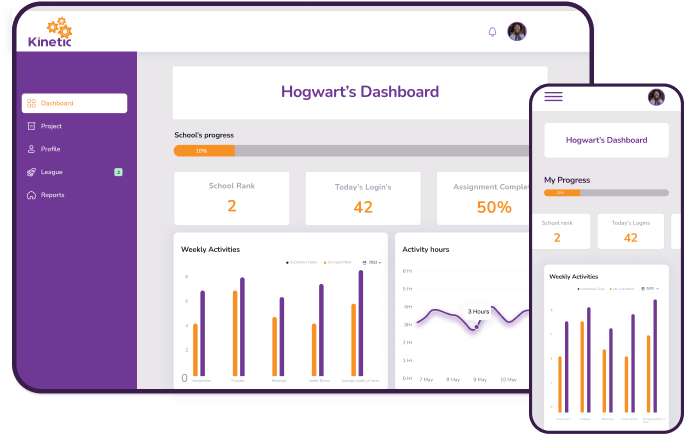 Kinetic
Dashboard
Project
Profile
League
2
Reports
Hogwart's Dashboard
School's progress
10%
School Rank
2
Today's Login's
42
Assignment Complet
50%
Weekly Activities
8
6
4
2
0
Activity hours
6 Hr
5 Hr
4Hr
3Hr
2 Hr
1 Hr
0 Hr
3 Hours
7 May
8 May
9 May
10 May
Hogwart's Dashboard
My Progress
School rank
2
Today's Logins
42
Weekly Activities